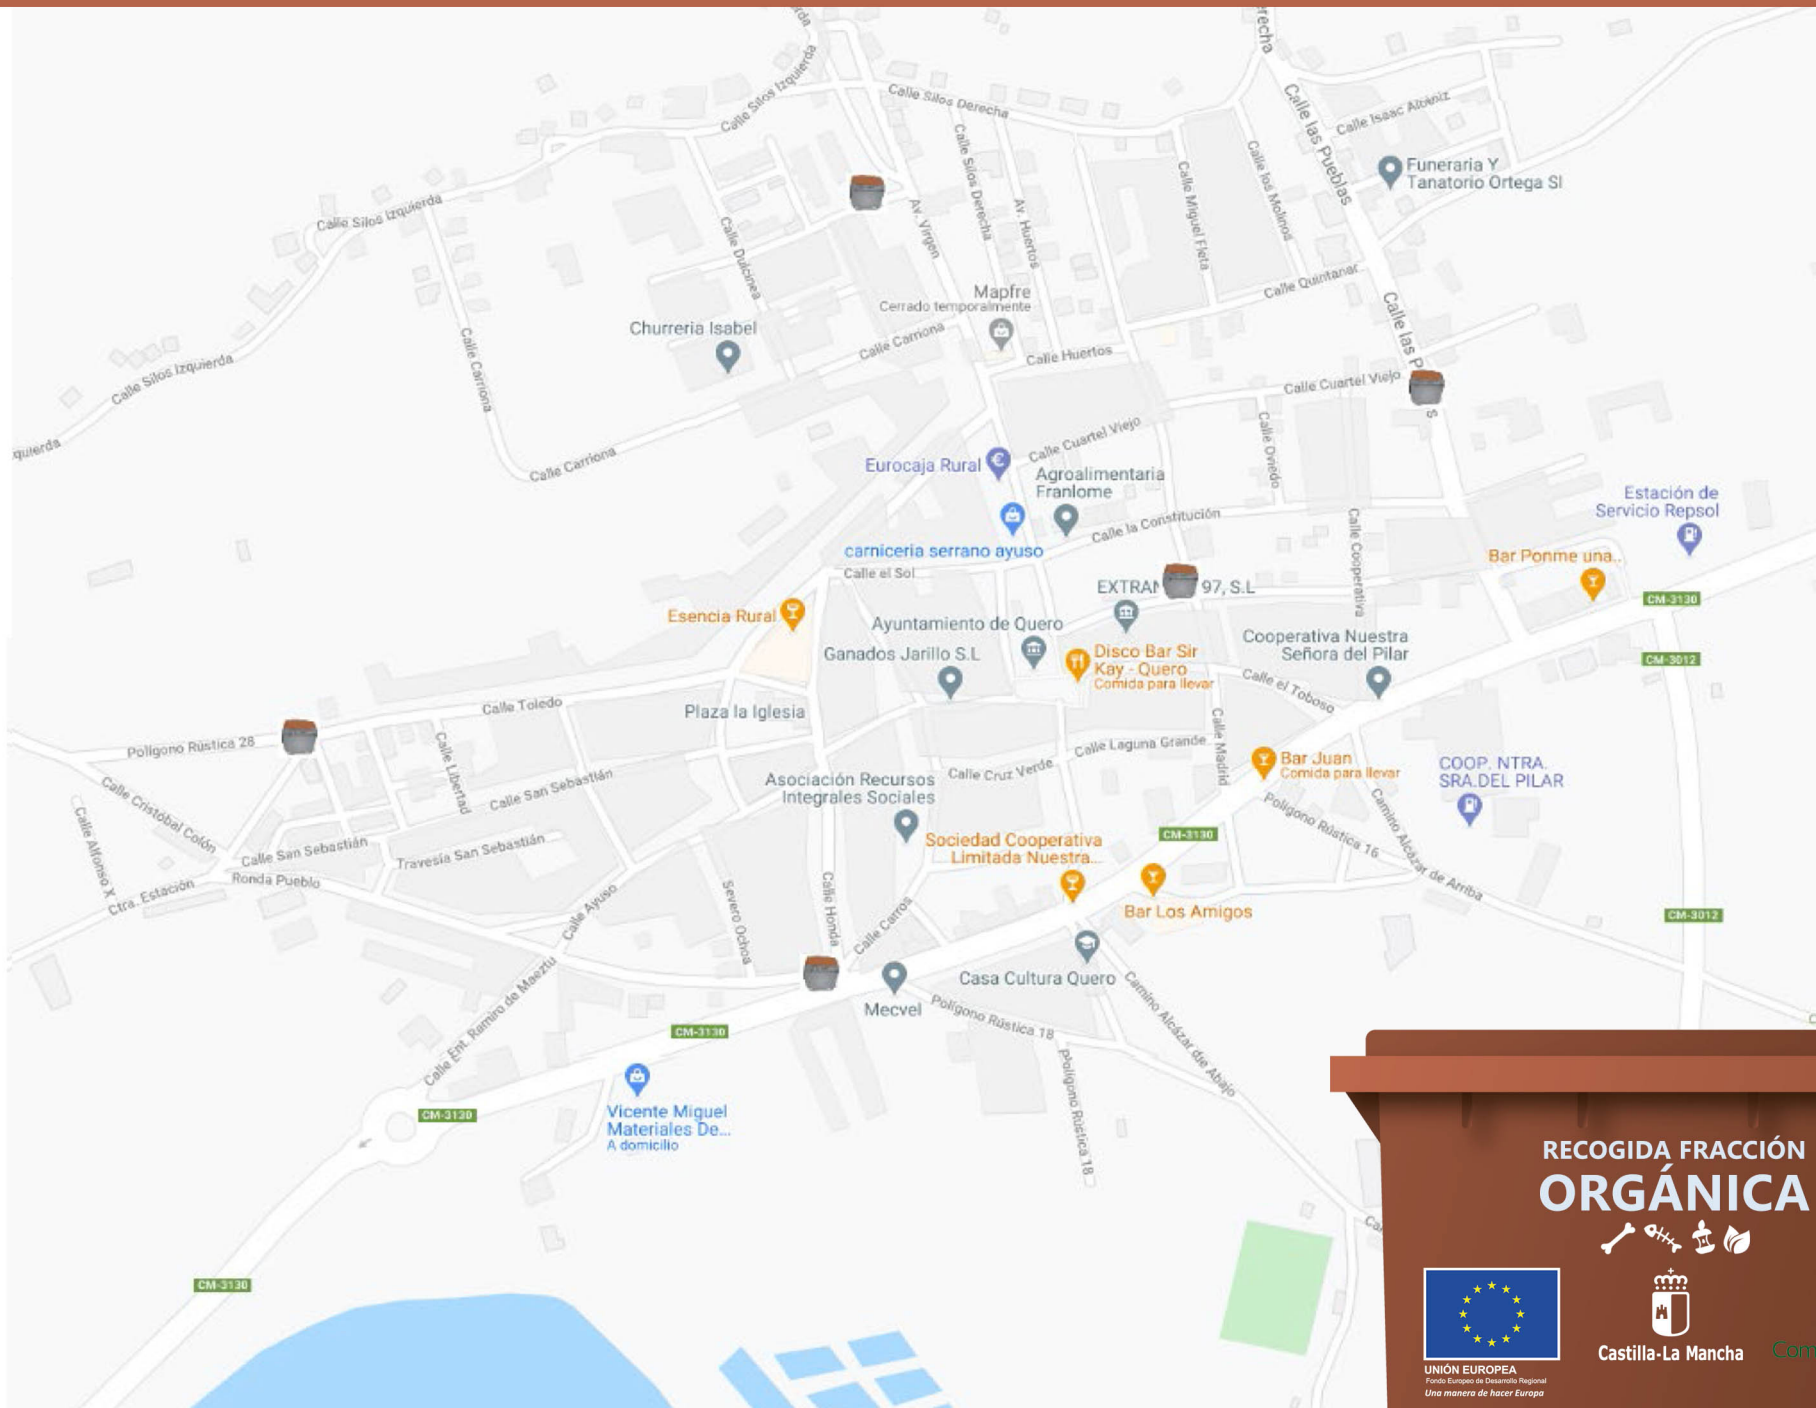 Calle Silos Izquierda
Calle Silos Derecha
Calle las Pueblas
Calle Isaac Albéniz
Funeraria Y
Tanatorio Ortega Sl
Calle Silos Izquierda
Calle Dulcinea
Av. Virgen
Calle Silos Derecha
Av. Huertos
Calle Miguel Fleta
Calle los Molinos
Calle Quintanar
Mapfre
Cerrado temporalmente
Churreria Isabel
Calle Carriona
Calle Carriona
Calle Huertos
Calle las P
s
Calle Silos Izquierda
quierda
Calle Cuartel Viejo
Calle Carriona
Calle Cuartel Viejo
Calle Oviedo
Eurocaja Rural
Agroalimentaria
Franlome
Estación de
Servicio Repsol
carniceria serrano ayuso
Calle la Constitución
Calle Cooperativa
Bar Ponme una..
Calle el Sol
EXTRAN 97, S.L
CM-3130
Esencia Rural
Ayuntamiento de Quero
Cooperativa Nuestra
Señora del Pilar
Ganados Jarillo S.L
Disco Bar Sir
Kay - Quero
Comida para llevar
CM-3012
Calle el Toboso
Calle Toledo
Plaza la Iglesia
Polígono Rústica 28
Calle Libertad
Calle Laguna Grande
Calle Madrid
Bar Juan
Comida para llevar
COOP. NTRA.
SRA.DEL PILAR
Calle Cristóbal Colón
Calle San Sebastián
Asociación Recursos
Integrales Sociales
Calle Cruz Verde
Polígono Rústica 16
Camino Alcázar de Arriba
Calle Alfonso X
Calle San Sebastián
Travesía San Sebastián
Sociedad Cooperativa
Limitada Nuestra...
CM-3130
Ctra. Estación
Ronda Pueblo
Calle Ayuso
Severo Ochoa
Calle Honda
Calle Carros
Bar Los Amigos
CM-3012
Calle Ent. Ramiro de Maeztu
Mecvel
Casa Cultura Quero
Polígono Rústica 18
Camino Alcázar dje Abajo
CM-3130
Polígono Rústica 18
CM-3130
Vicente Miguel
Materiales De...
A domicilio
CM-3130
RECOGIDA FRACCIÓN
ORGÁNICA
UNIÓN EUROPEA
Fondo Europeo de Desarrollo Regional
Una manera de hacer Europa
Castilla-La Mancha